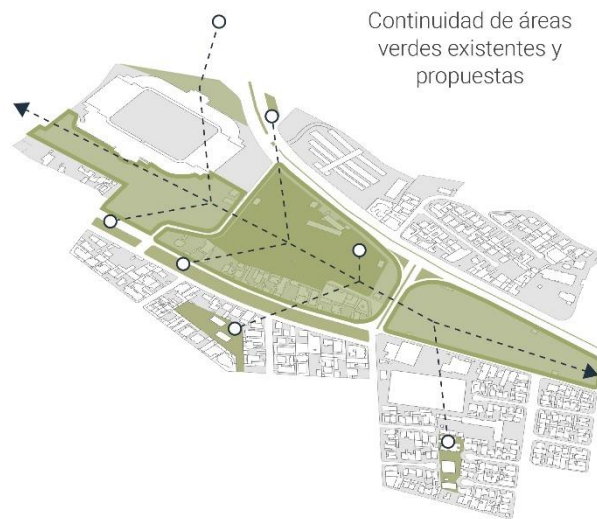 Continuidad de áreas
verdes existentes y
propuestas